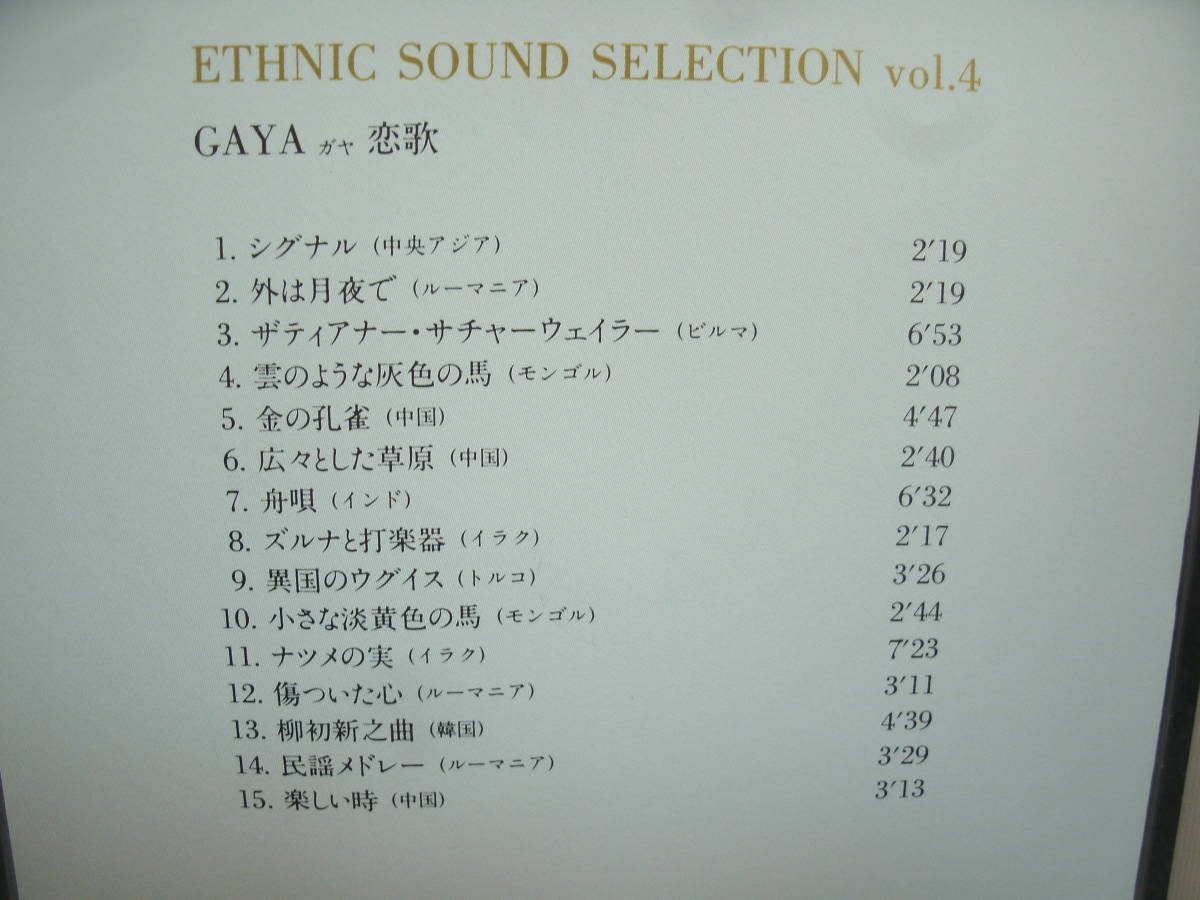 ETHNIC SOUND SELECTION vol.4
GAYA ガヤ 恋歌
1. シグナル (中央アジア) 2′19
2. 外は月夜で (ルーマニア) 2′19
3. ザティアナー・サチャーウェイラー (ビルマ) 6′53
4. 雲のような灰色の馬 (モンゴル) 2′08
5. 金の孔雀 (中国) 4′47
6. 広々とした草原 (中国) 2′40
7. 舟唄 (インド) 6′32
8. ズルナと打楽器 (イラク) 2′17
9. 異国のウグイス (トルコ) 3′26
10. 小さな淡黄色の馬 (モンゴル) 2′44
11. ナツメの実 (イラク) 7′23
12. 傷ついた心 (ルーマニア) 3′11
13. 柳初新之曲 (韓国) 4′39
14. 民謡メドレー (ルーマニア) 3′29
15. 楽しい時 (中国) 3′13